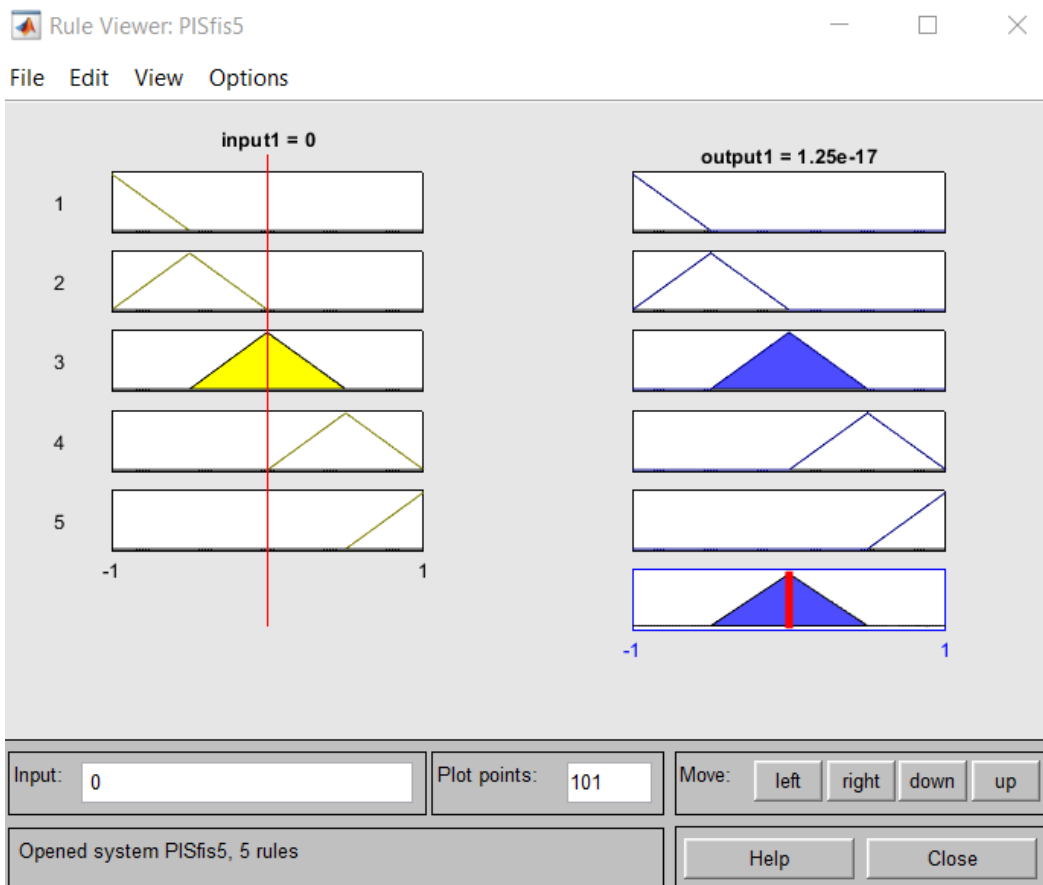 Rule Viewer: PISfis5
File Edit View Options
input1 = 0
output1 = 1.25e-17
1
2
3
4
5
-1 1
-1 1
Input: 0
Plot points: 101
Move: left right down up
Opened system PISfis5, 5 rules
Help Close